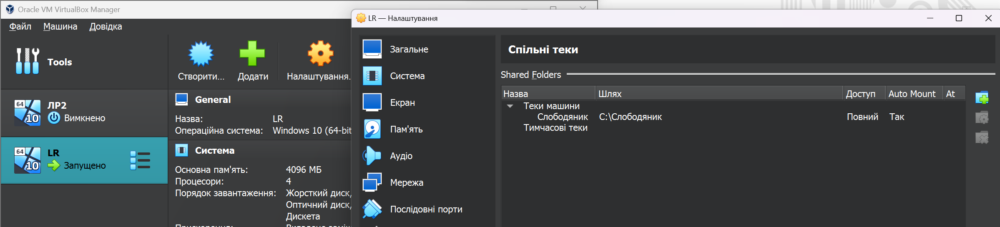 Oracle VM VirtualBox Manager
Файл Машина Довідка
Tools
Створити... Додати Налаштування.
64
10
ЛР2
Вимкнено
64
10
LR
Запущено
General
Назва: LR
Операційна система: Windows 10 (64-bit
Система
Основна пам'ять: 4096 МБ
Процесори: 4
Порядок завантаження: Жорсткий диск,
Оптичний диск,
Дискета
LR — Налаштування
Загальне
Система
Екран
Пам'ять
Аудіо
Мережа
Послідовні порти
Спільні теки
Shared Folders
Назва Шлях Доступ Auto Mount At
Теки машини
Слободяник C:\Слободяник Повний Так
Тимчасові теки